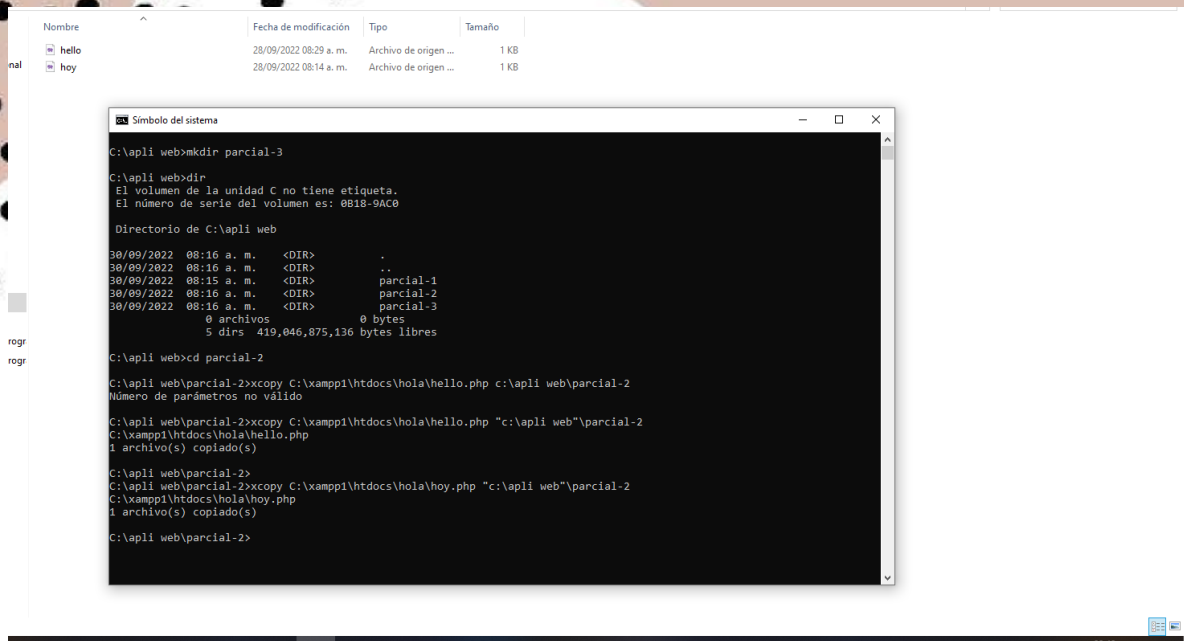 Nombre Fecha de modificación Tipo Tamaño
hello 28/09/2022 08:29 a. m. Archivo de origen ... 1 KB
hoy 28/09/2022 08:14 a. m. Archivo de origen ... 1 KB
onal
rogr
rogr
Símbolo del sistema
C:\apli web>mkdir parcial-3
C:\apli web>dir
El volumen de la unidad C no tiene etiqueta.
El número de serie del volumen es: 0B18-9AC0
Directorio de C:\apli web
30/09/2022 08:16 a. m. <DIR> .
30/09/2022 08:16 a. m. <DIR> ..
30/09/2022 08:15 a. m. <DIR> parcial-1
30/09/2022 08:16 a. m. <DIR> parcial-2
30/09/2022 08:16 a. m. <DIR> parcial-3
0 archivos 0 bytes
5 dirs 419,046,875,136 bytes libres
C:\apli web>cd parcial-2
C:\apli web\parcial-2>xcopy C:\xampp1\htdocs\hola\hello.php c:\apli web\parcial-2
Número de parámetros no válido
C:\apli web\parcial-2>xcopy C:\xampp1\htdocs\hola\hello.php "c:\apli web"\parcial-2
C:\xampp1\htdocs\hola\hello.php
1 archivo(s) copiado(s)
C:\apli web\parcial-2>
C:\apli web\parcial-2>xcopy C:\xampp1\htdocs\hola\hoy.php "c:\apli web"\parcial-2
C:\xampp1\htdocs\hola\hoy.php
1 archivo(s) copiado(s)
C:\apli web\parcial-2>